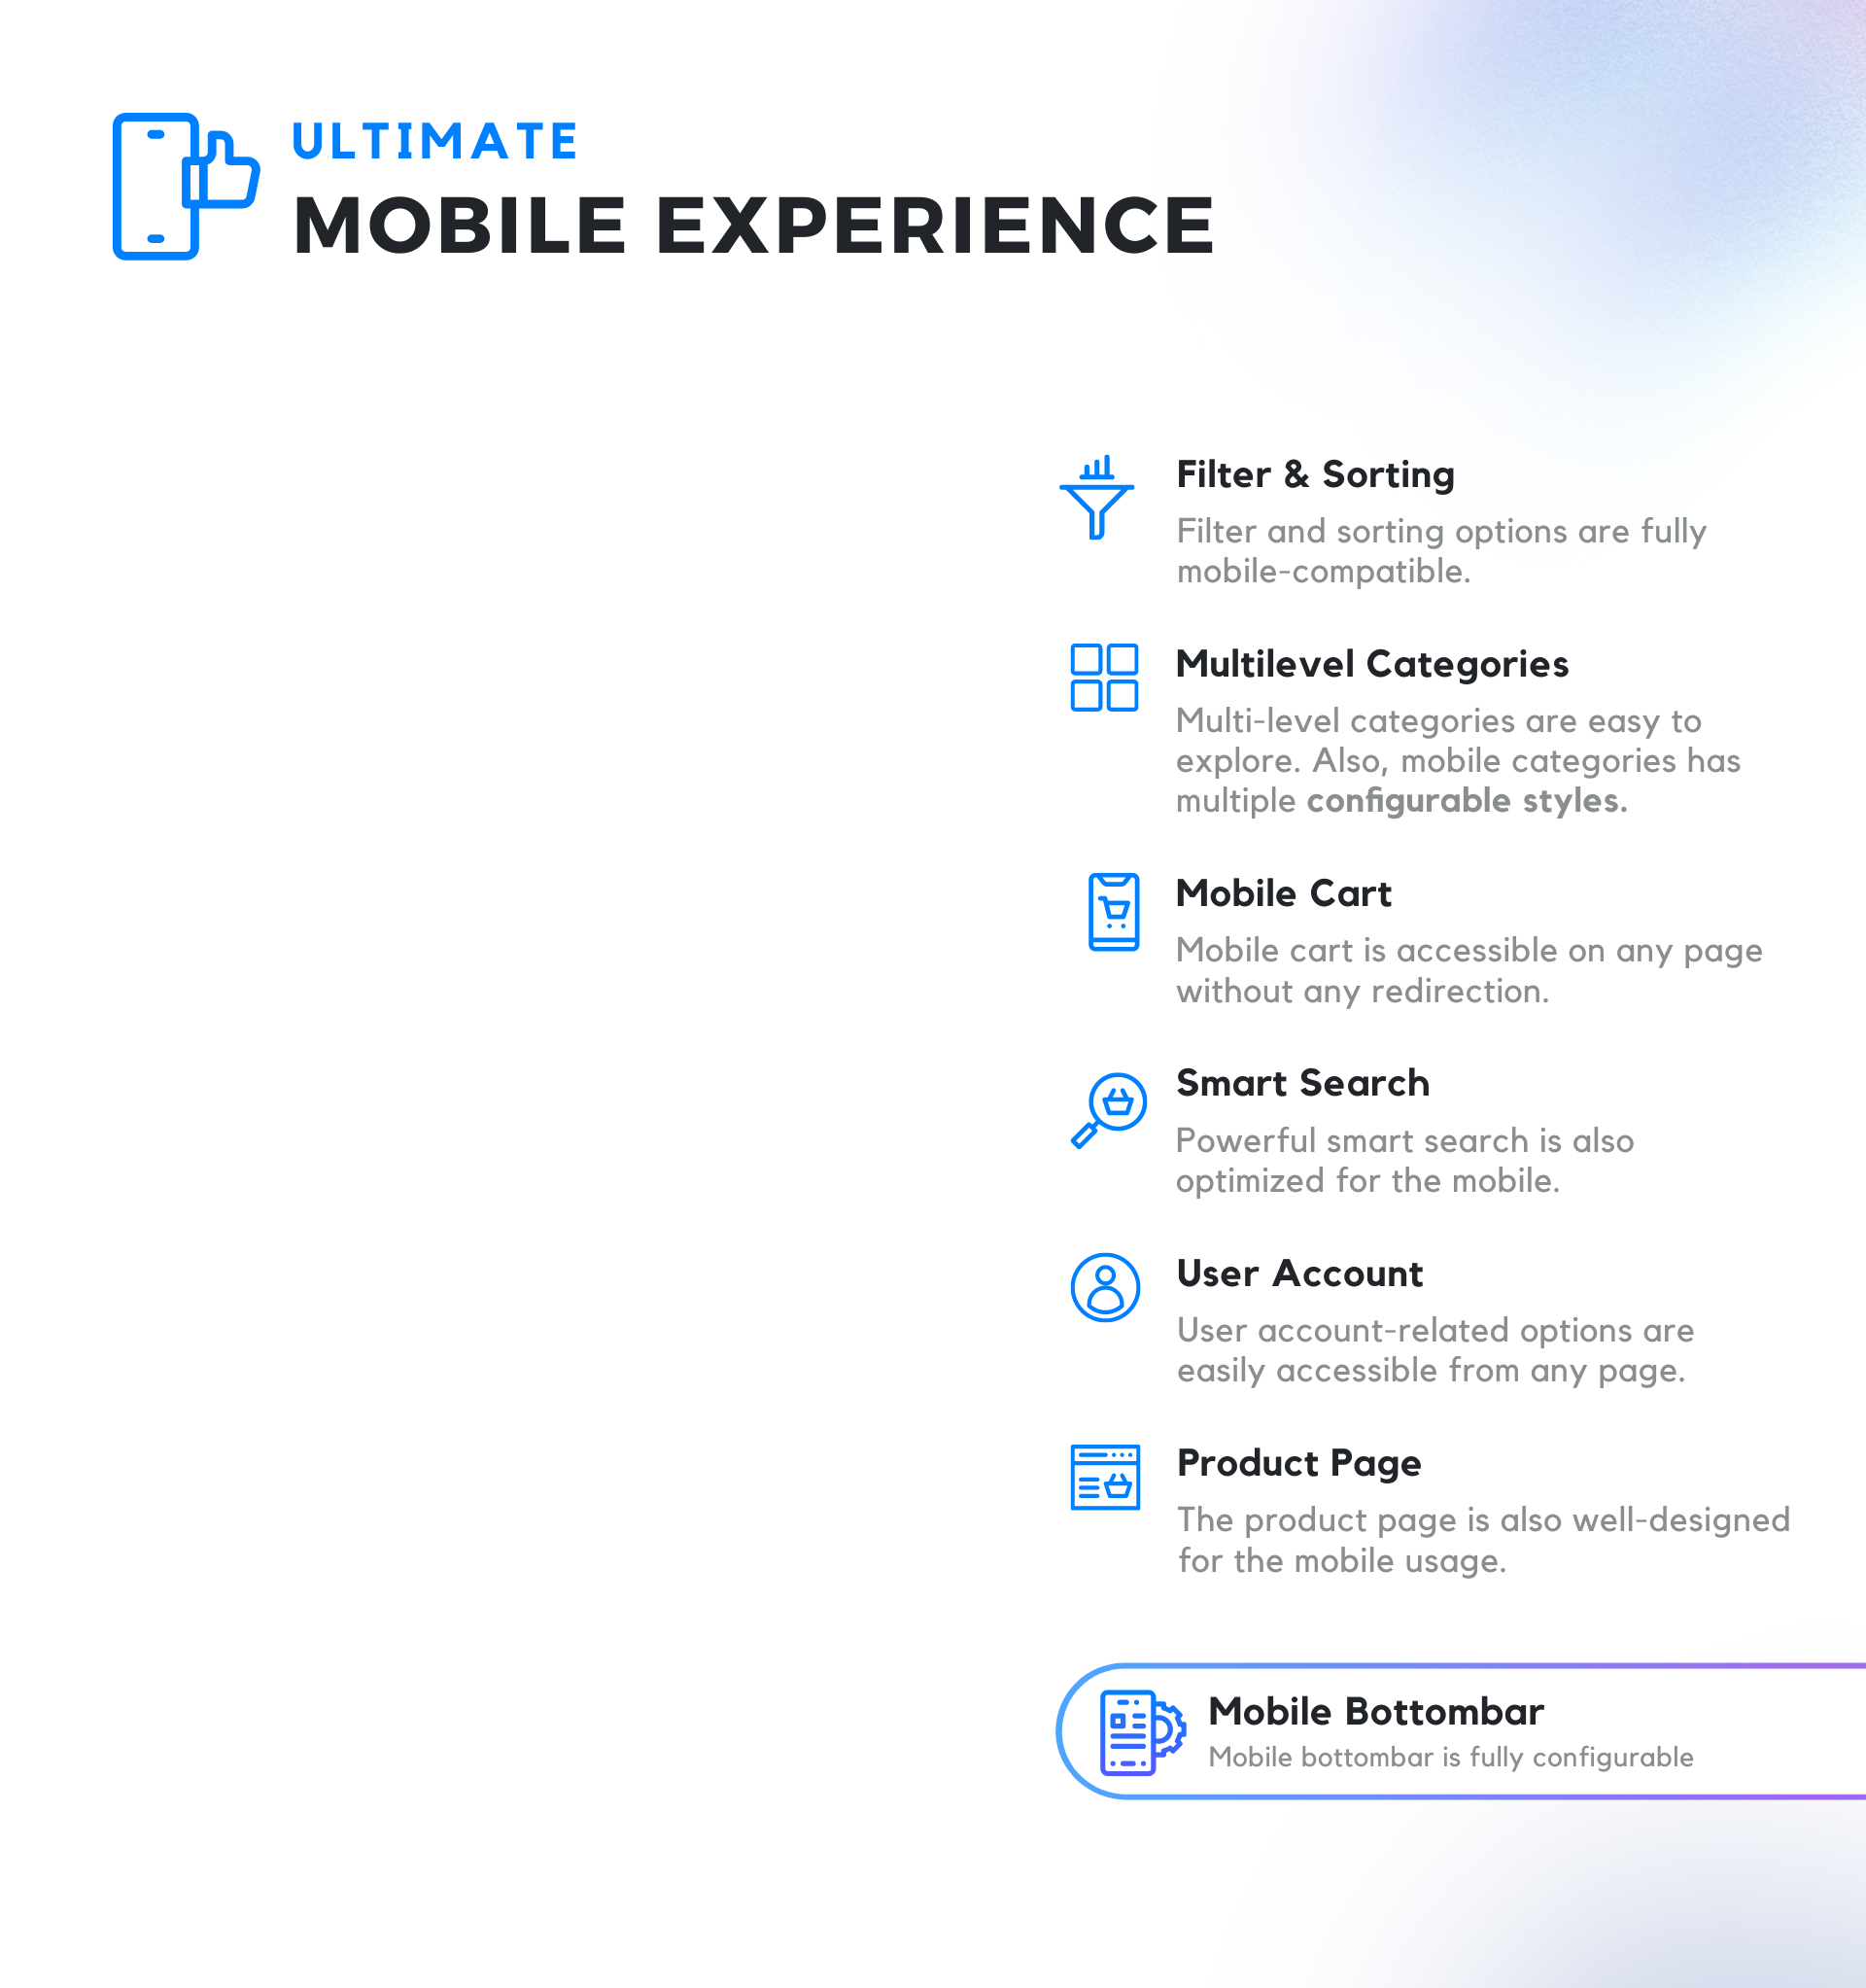 ULTIMATE
MOBILE EXPERIENCE
Filter & Sorting
Filter and sorting options are fully
mobile-compatible.
Multilevel Categories
Multi-level categories are easy to
explore. Also, mobile categories has
multiple configurable styles.
Mobile Cart
Mobile cart is accessible on any page
without any redirection.
Smart Search
Powerful smart search is also
optimized for the mobile.
User Account
User account-related options are
easily accessible from any page.
Product Page
The product page is also well-designed
for the mobile usage.
Mobile Bottombar
Mobile bottombar is fully configurable